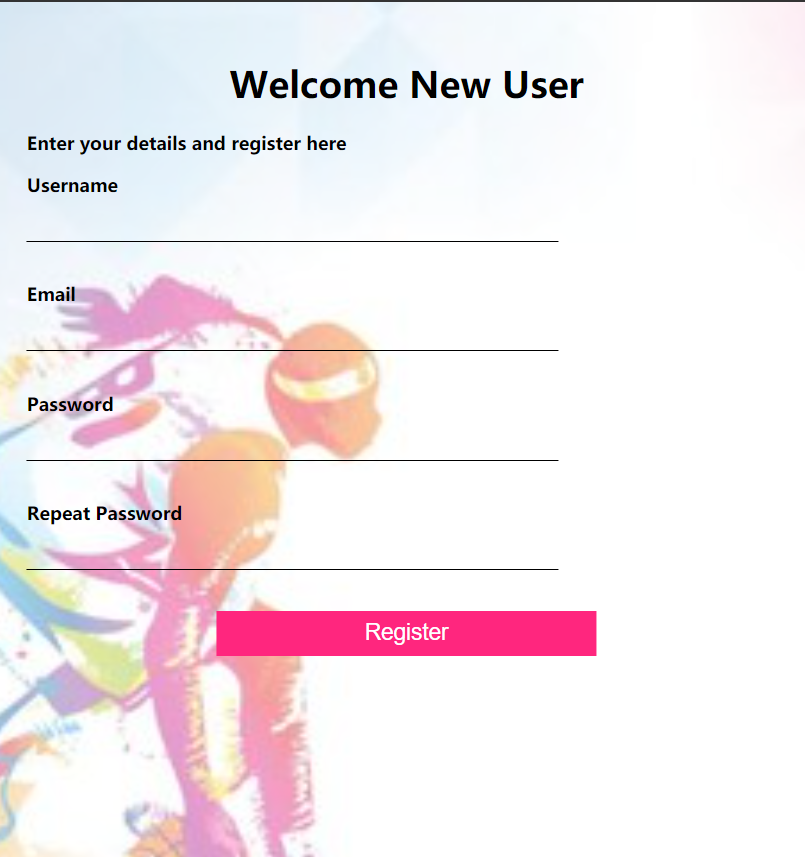 Welcome New User
Enter your details and register here
Username
Email
Password
Repeat Password
Register